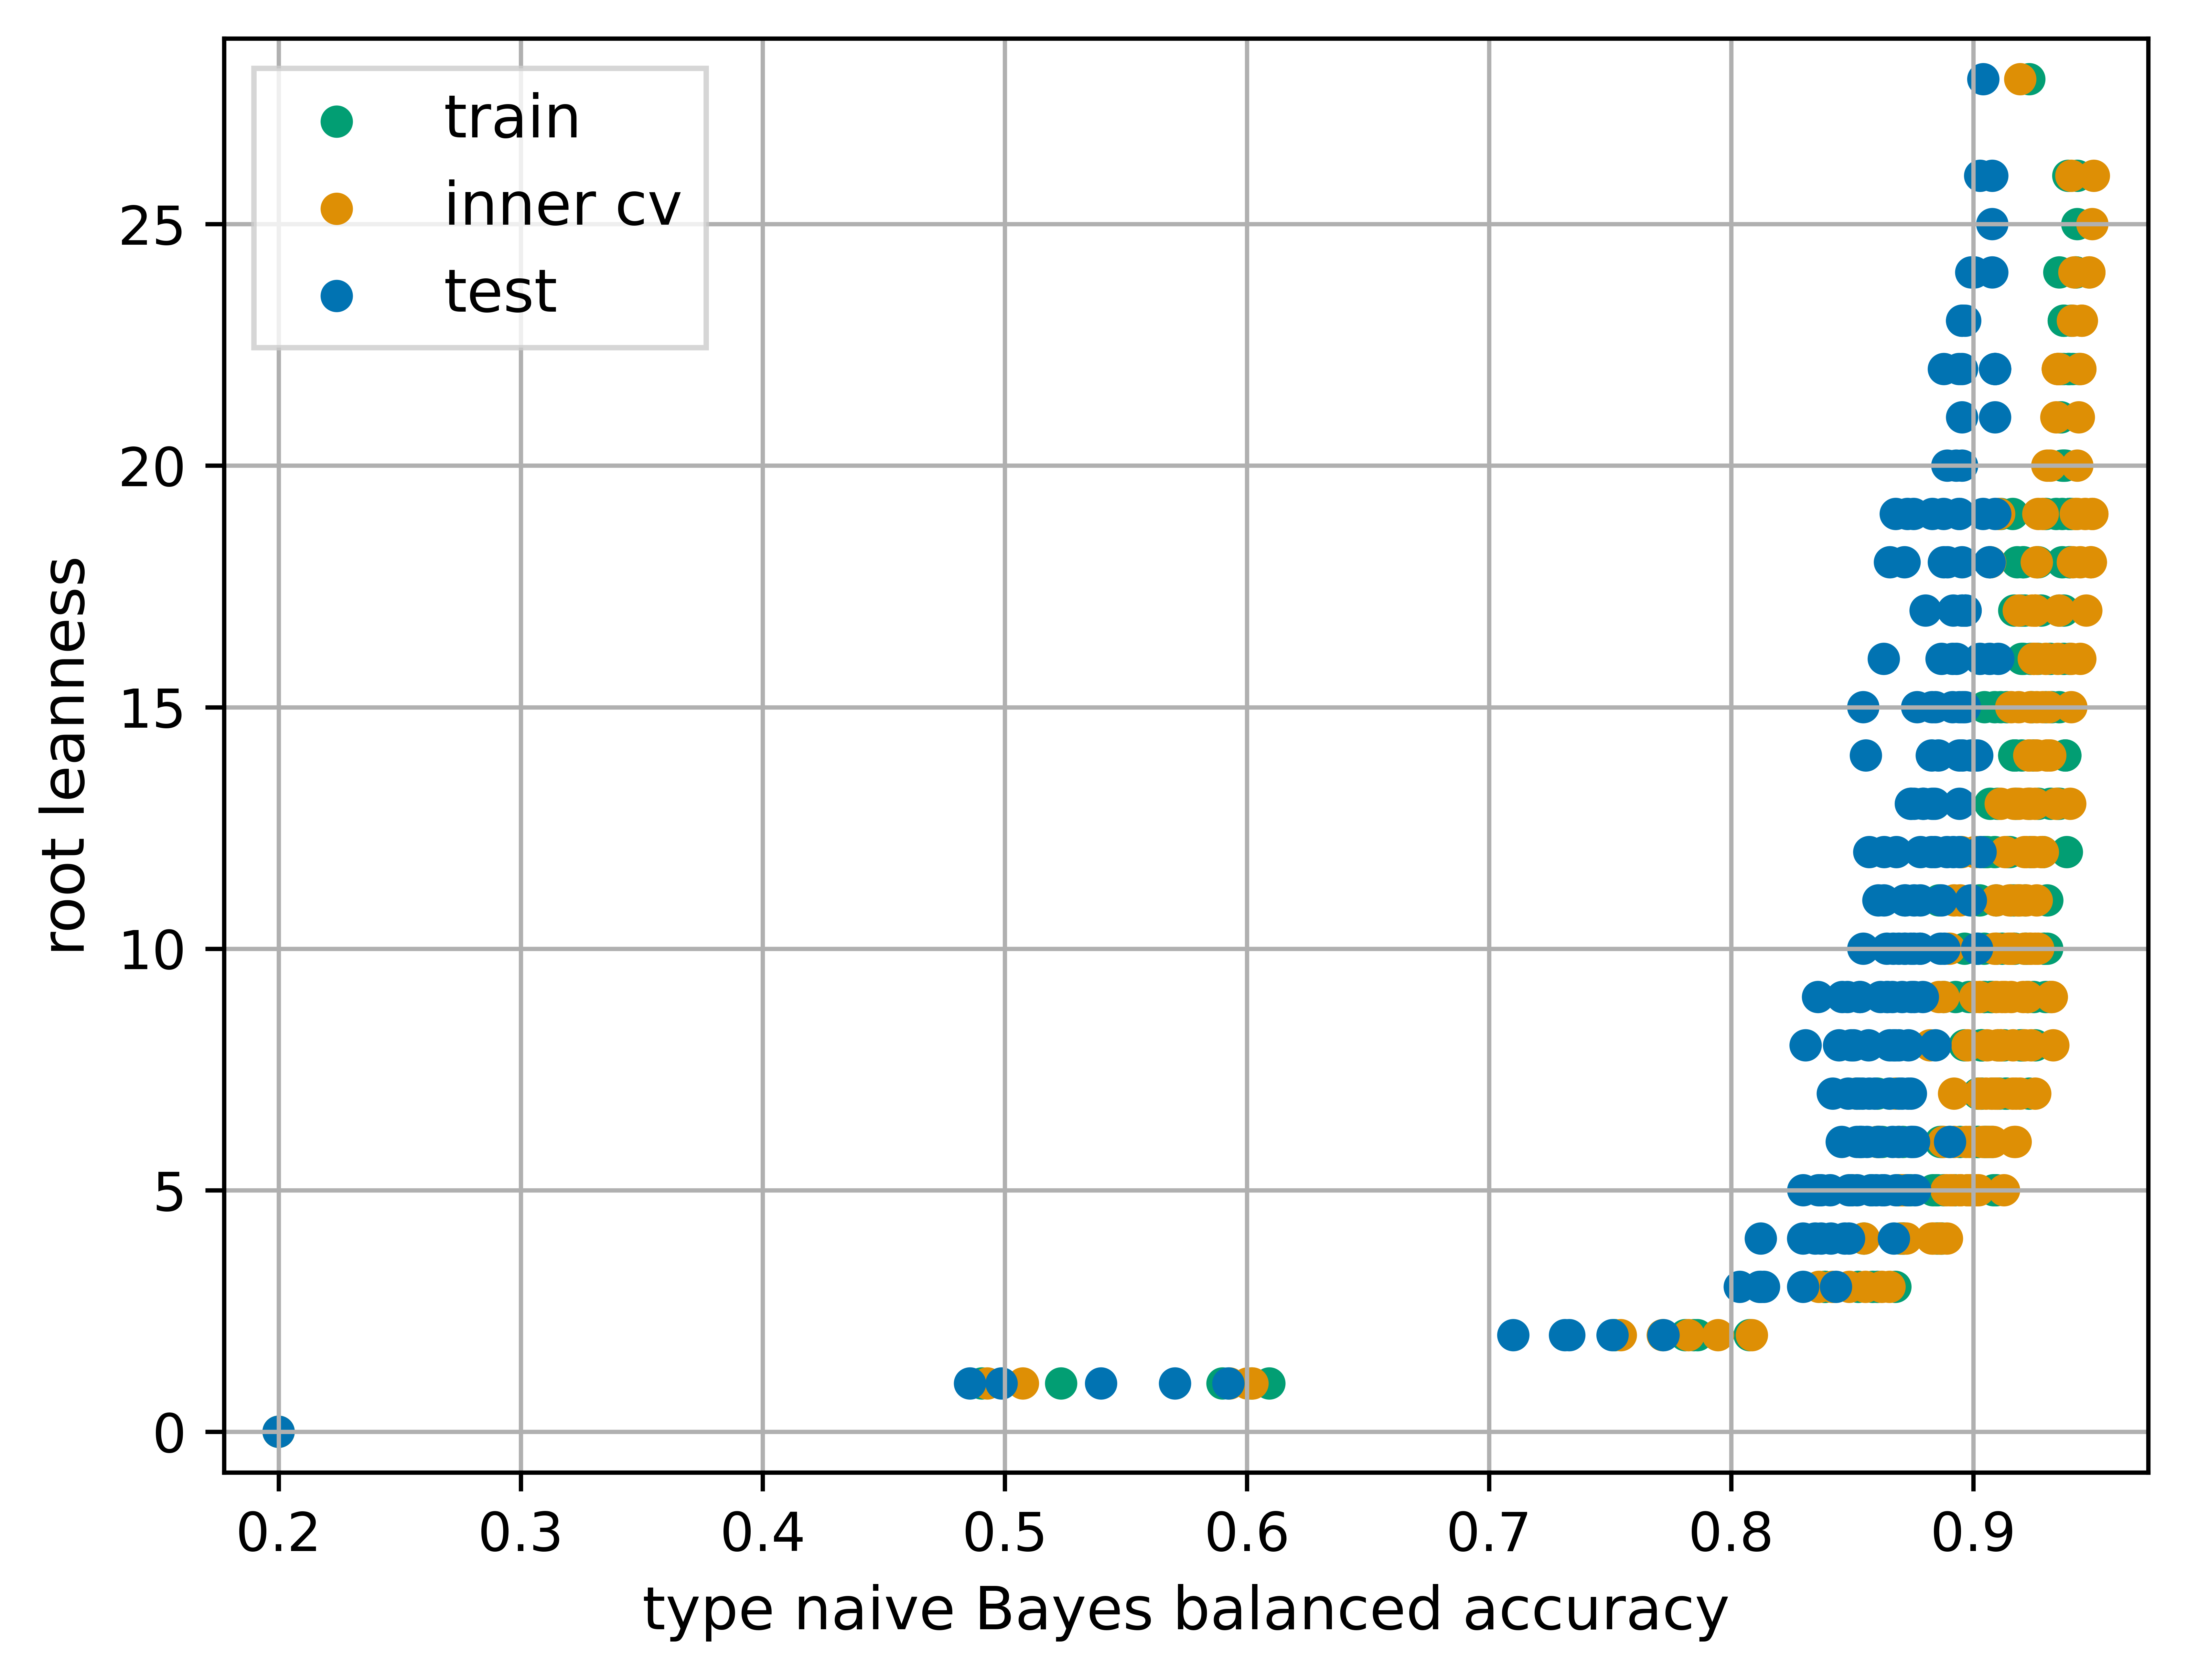 train
inner cv
test
25
20
15
10
5
0
root leanness
0.2 0.3 0.4 0.5 0.6 0.7 0.8 0.9
type naive Bayes balanced accuracy